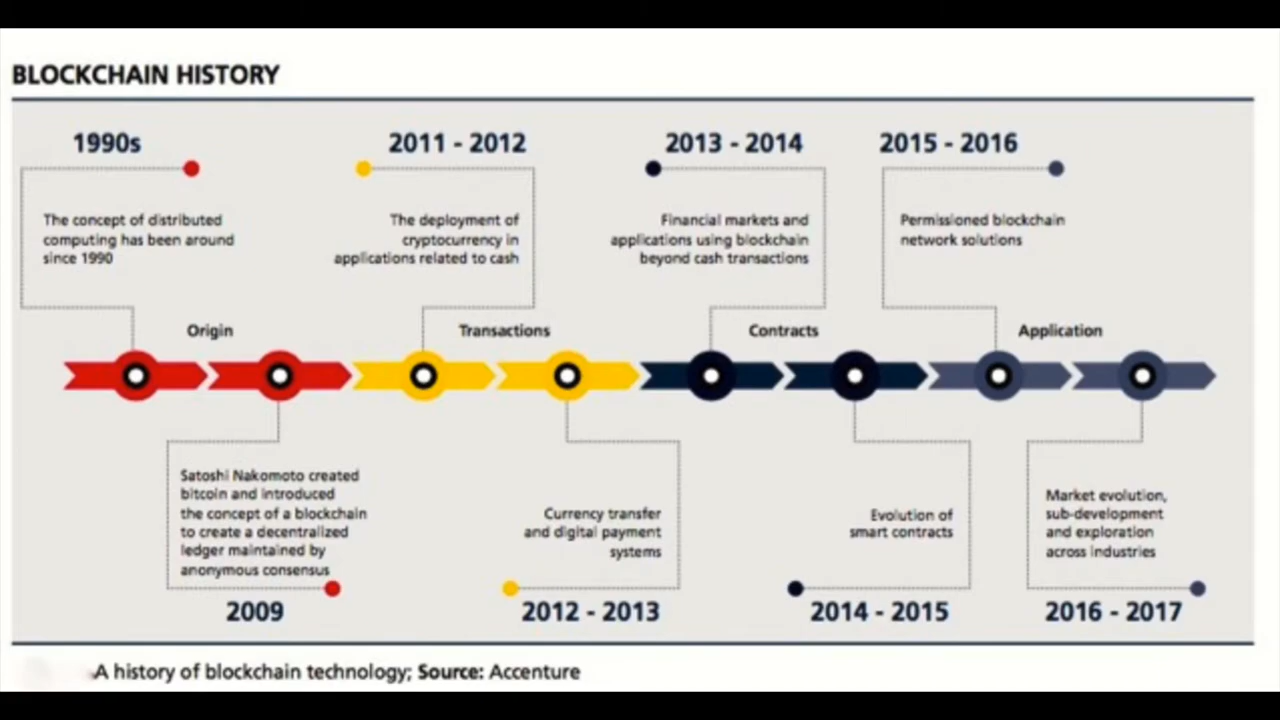 BLOCKCHAIN HISTORY
1990s
The concept of distributed
computing has been around
since 1990
2011 - 2012
The deployment of
cryptocurrency in
applications related to cash
2013 - 2014
Financial markets and
applications using blockchain
beyond cash transactions
2015 - 2016
Permissioned blockchain
network solutions
Origin
Transactions
Contracts
Application
Satoshi Nakomoto created
bitcoin and introduced
the concept of a blockchain
to create a decentralized
ledger maintained by
anonymous consensus
2009
Currency transfer
and digital payment
systems
2012 - 2013
Evolution of
smart contracts
2014 - 2015
Market evolution,
sub-development
and exploration
across industries
2016 - 2017
A history of blockchain technology; Source: Accenture